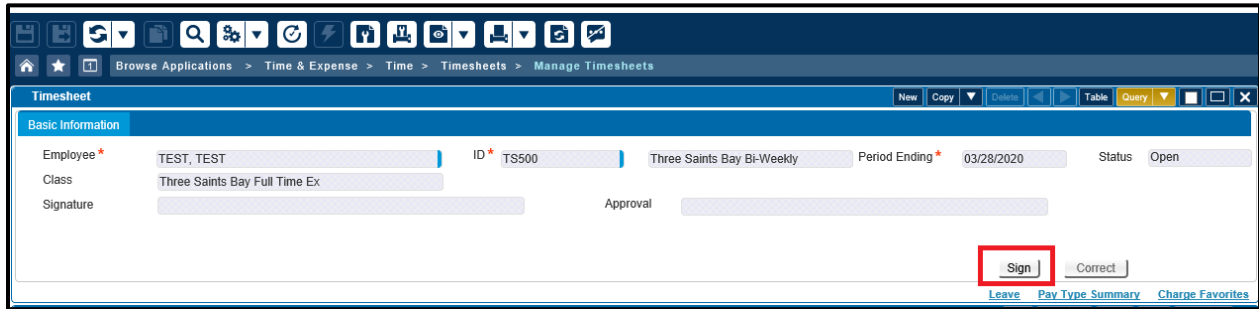 Browse Applications > Time & Expense > Time > Timesheets > Manage Timesheets
Timesheet New Copy Delete Table Query
Basic Information
Employee * TEST, TEST ID * TS500 Three Saints Bay Bi-Weekly Period Ending * 03/28/2020 Status Open
Class Three Saints Bay Full Time Ex
Signature Approval
Sign Correct
Leave Pay Type Summary Charge Favorites